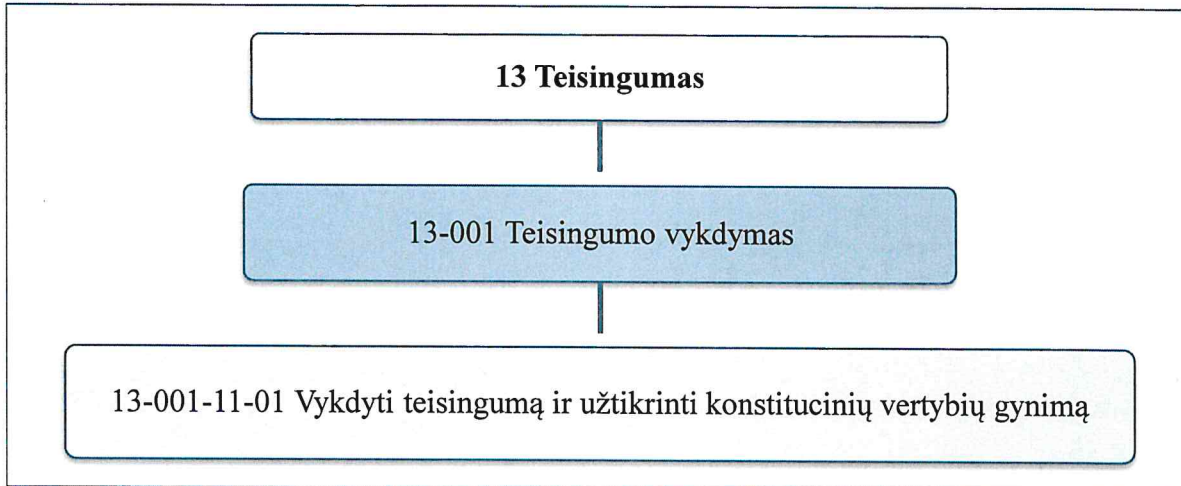 13 Teisingumas
13-001 Teisingumo vykdymas
13-001-11-01 Vykdyti teisingumą ir užtikrinti konstitucinių vertybių gynimą